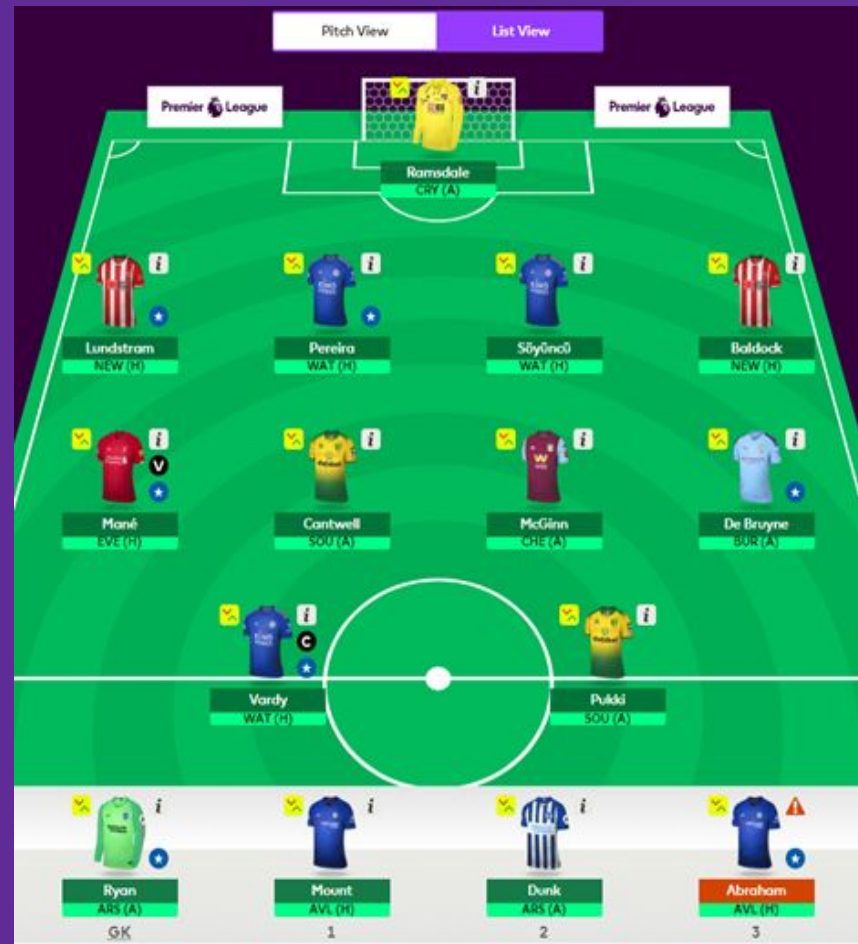 Pitch View List View
Premier League Premier League
Ramsdale
CRY (A)
Lundstram Pereira Söyüncü Baldock
NEW (H) WAT (H) WAT (H) NEW (H)
V
Mané Cantwell McGinn De Bruyne
EVE (H) SOU (A) CHE (A) BUR (A)
C
Vardy Pukki
WAT (H) SOU (A)
Ryan Mount Dunk Abraham
ARS (A) AVL (H) ARS (A) AVL (H)
GK 1 2 3